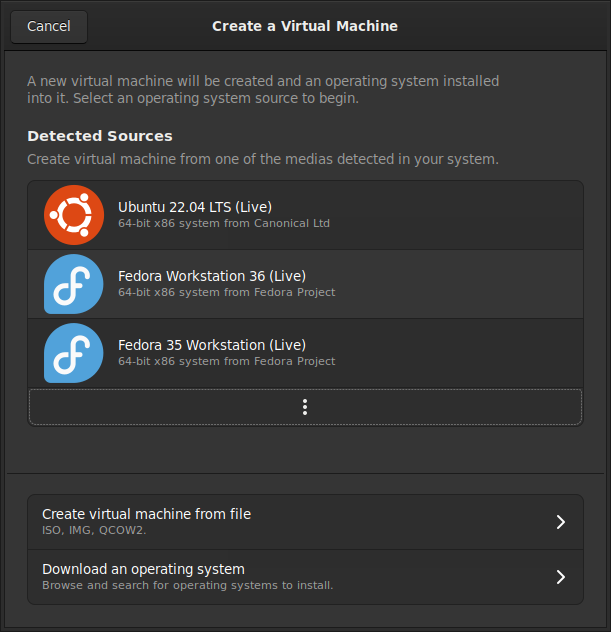 Cancel
Create a Virtual Machine
A new virtual machine will be created and an operating system installed
into it. Select an operating system source to begin.
Detected Sources
Create virtual machine from one of the medias detected in your system.
Ubuntu 22.04 LTS (Live)
64-bit x86 system from Canonical Ltd
Fedora Workstation 36 (Live)
64-bit x86 system from Fedora Project
Fedora 35 Workstation (Live)
64-bit x86 system from Fedora Project
Create virtual machine from file
ISO, IMG, QCOW2.
Download an operating system
Browse and search for operating systems to install.